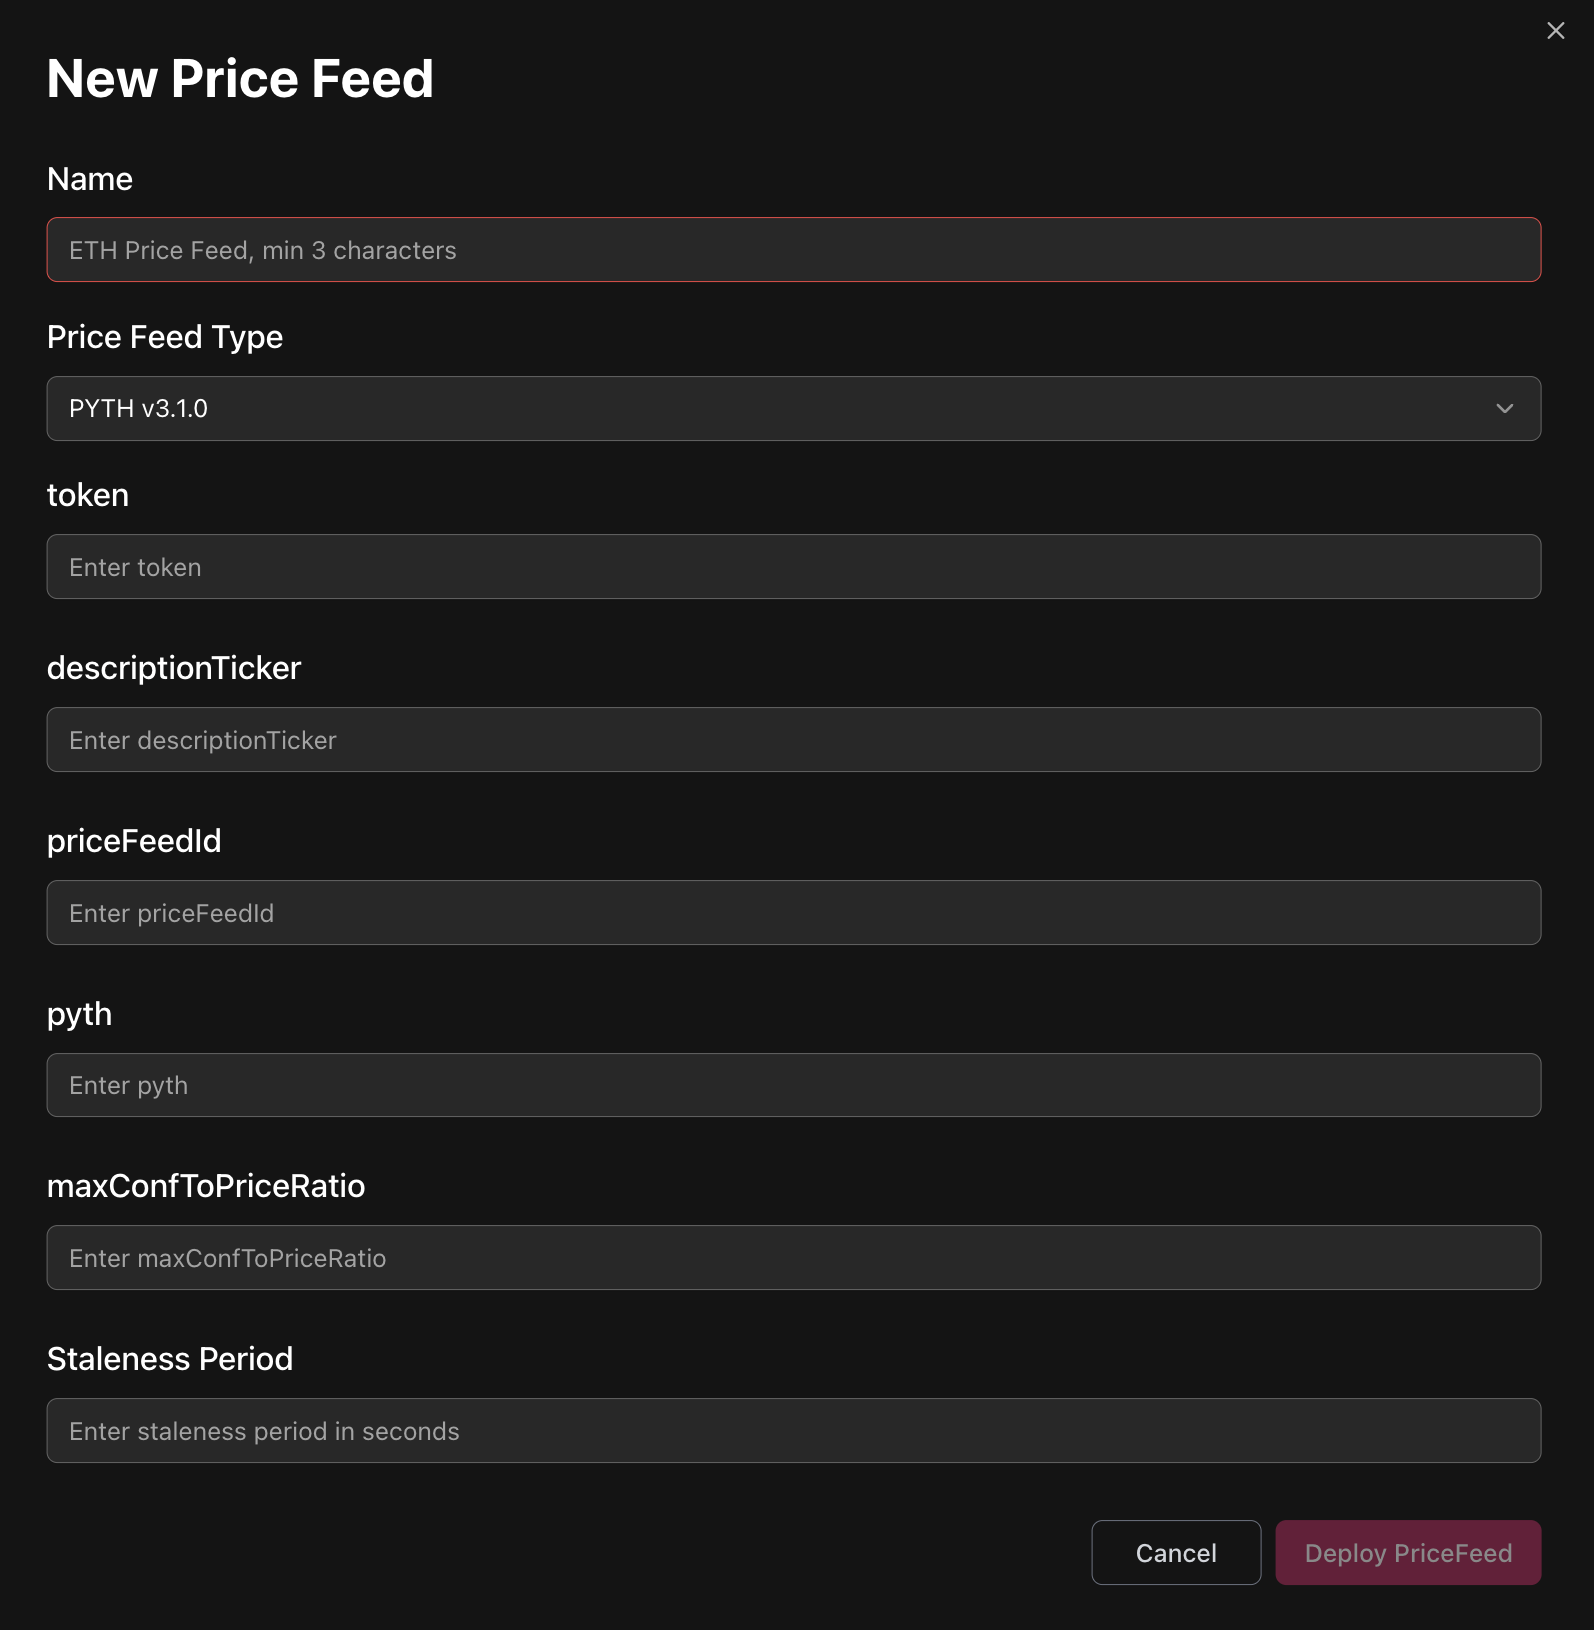 New Price Feed
Name
ETH Price Feed, min 3 characters
Price Feed Type
PYTH v3.1.0
token
Enter token
descriptionTicker
Enter descriptionTicker
priceFeedId
Enter priceFeedId
pyth
Enter pyth
maxConfToPriceRatio
Enter maxConfToPriceRatio
Staleness Period
Enter staleness period in seconds
Cancel
Deploy PriceFeed